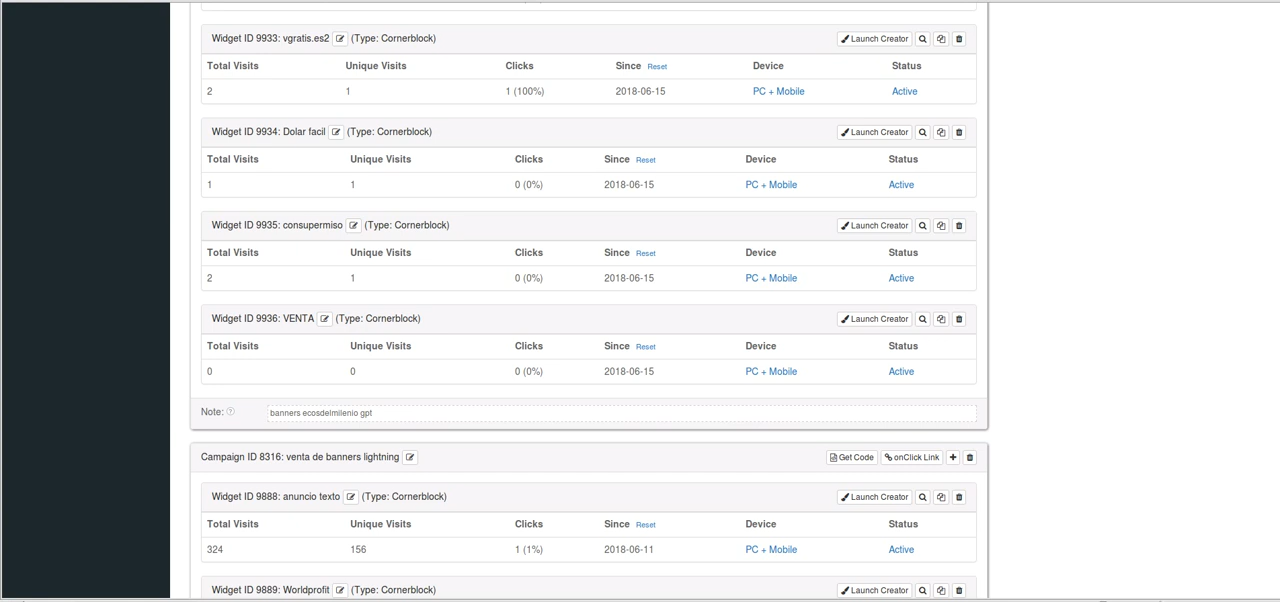 Widget ID 9933: vgratis.es2 (Type: Cornerblock) Launch Creator
Total Visits Unique Visits Clicks Since Reset Device Status
2 1 1 (100%) 2018-06-15 PC + Mobile Active
Widget ID 9934: Dolar facil (Type: Cornerblock) Launch Creator
Total Visits Unique Visits Clicks Since Reset Device Status
1 1 0 (0%) 2018-06-15 PC + Mobile Active
Widget ID 9935: consupermiso (Type: Cornerblock) Launch Creator
Total Visits Unique Visits Clicks Since Reset Device Status
2 1 0 (0%) 2018-06-15 PC + Mobile Active
Widget ID 9936: VENTA (Type: Cornerblock) Launch Creator
Total Visits Unique Visits Clicks Since Reset Device Status
0 0 0 (0%) 2018-06-15 PC + Mobile Active
Note: banners ecosdelmilenio gpt
Campaign ID 8316: venta de banners lightning Get Code onClick Link
Widget ID 9888: anuncio texto (Type: Cornerblock) Launch Creator
Total Visits Unique Visits Clicks Since Reset Device Status
324 156 1 (1%) 2018-06-11 PC + Mobile Active
Widget ID 9889: Worldprofit (Type: Cornerblock) Launch Creator